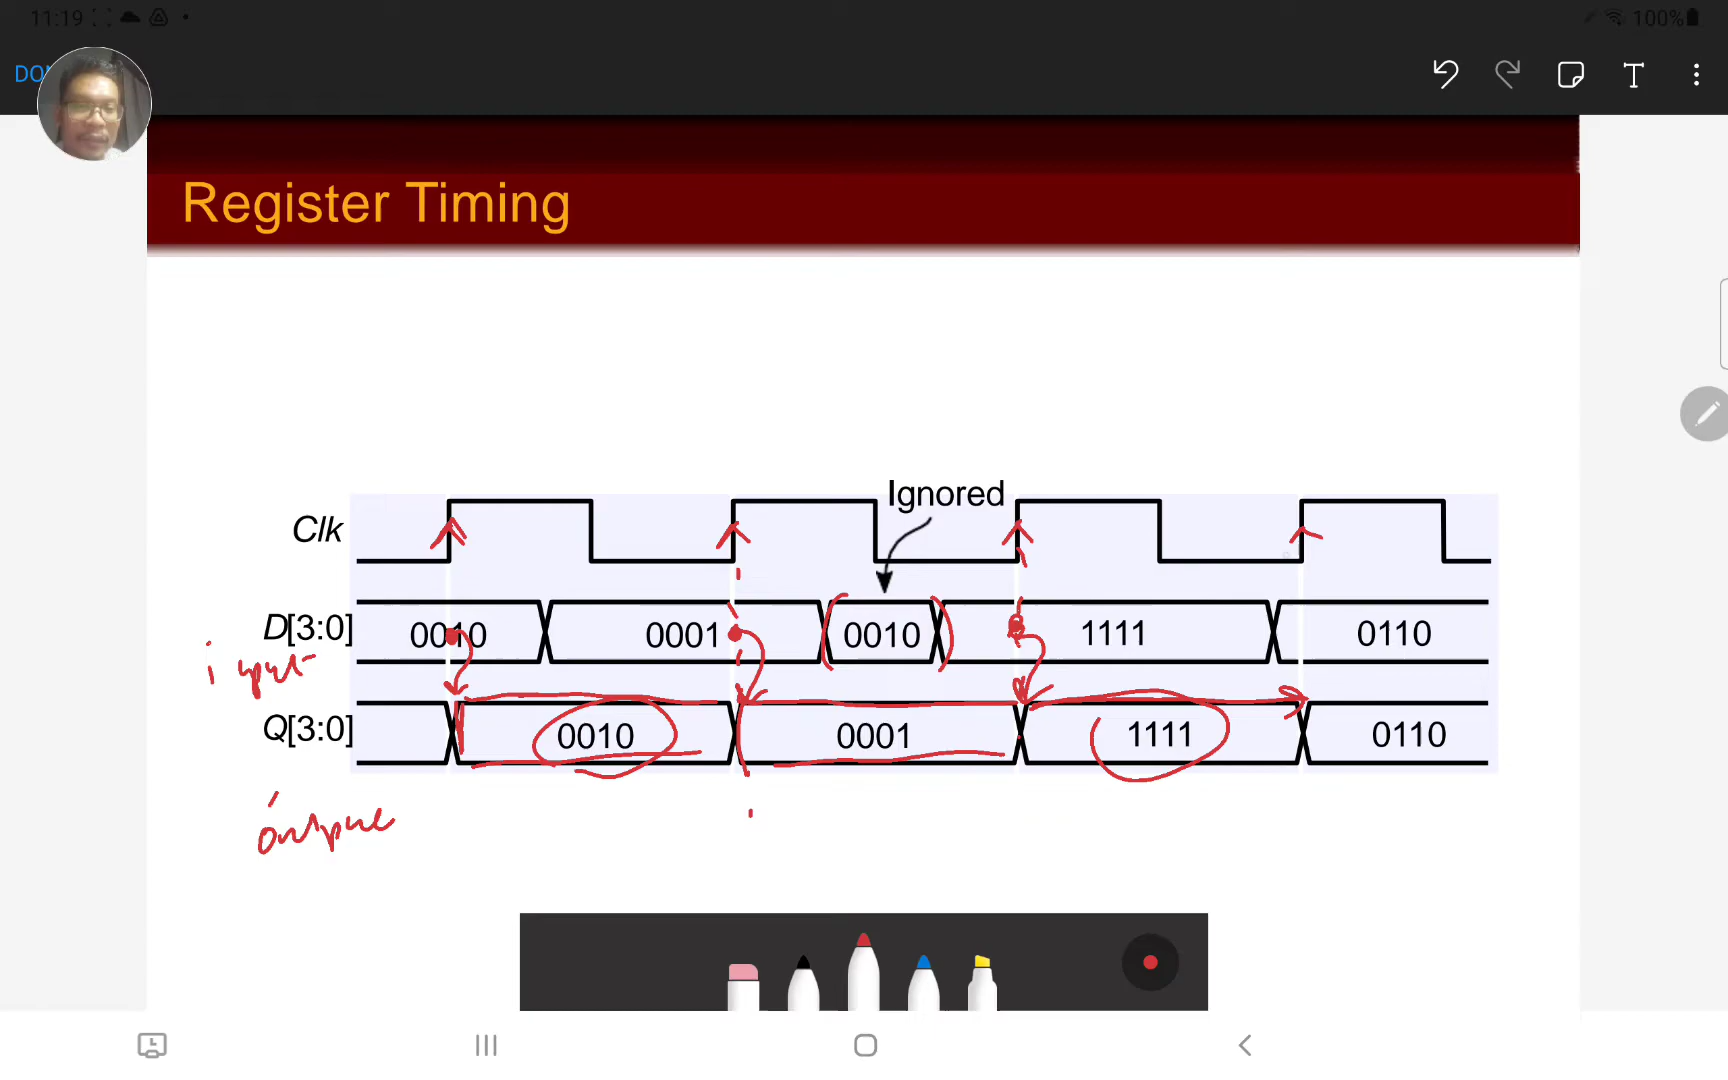 11:19
100%
DO
Register Timing
Ignored
Clk
D[3:0] 0010 0001 0010 1111 0110
input
Q[3:0] 0010 0001 1111 0110
output